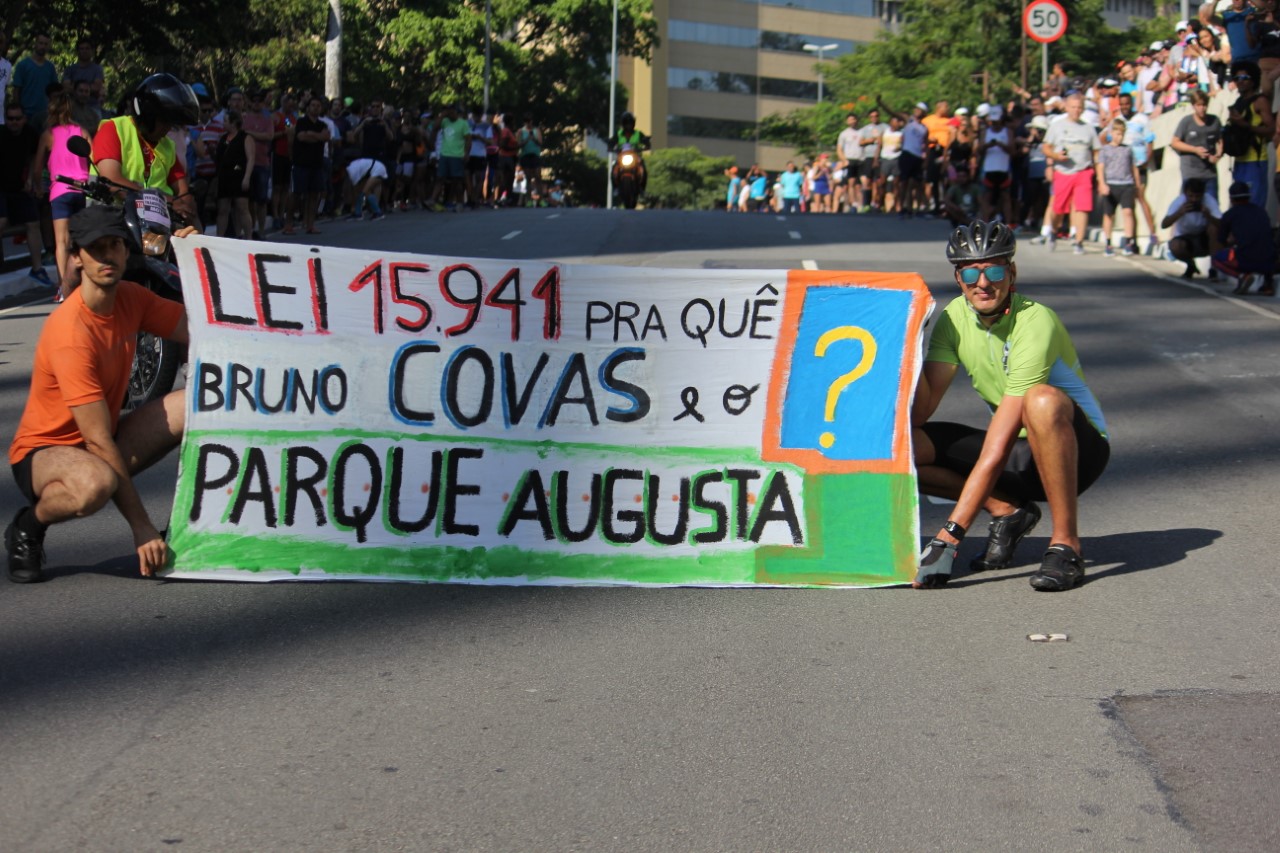 50
LEi 15.941 PRA QUÊ
BRUNO COVAS e o ?
PARQUE AUGUSTA